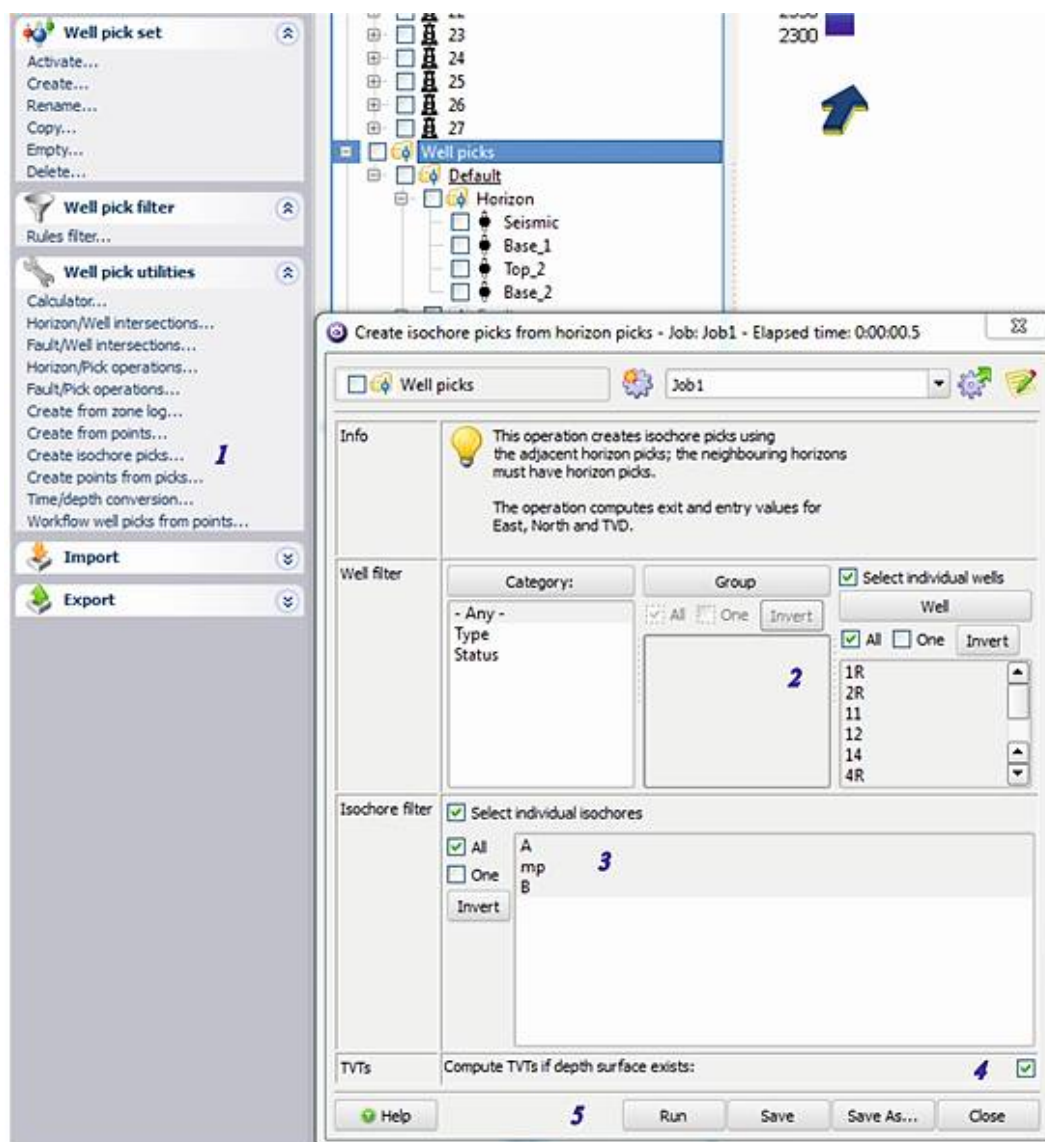 Well pick set
Activate...
Create...
Rename...
Copy...
Empty...
Delete...
Well pick filter
Rules filter...
Well pick utilities
Calculator...
Horizon/Well intersections...
Fault/Well intersections...
Horizon/Pick operations...
Fault/Pick operations...
Create from zone log...
Create from points...
Create isochore picks... 1
Create points from picks...
Time/depth conversion...
Workflow well picks from points...
Import
Export
23
24
25
26
27
Well picks
Default
Horizon
Seismic
Base_1
Top_2
Base_2
2300
Create isochore picks from horizon picks - Job: Job1 - Elapsed time: 0:00:00.5
Well picks
Job1
Info
This operation creates isochore picks using
the adjacent horizon picks; the neighbouring horizons
must have horizon picks.
The operation computes exit and entry values for
East, North and TVD.
Well filter
Category:
- Any -
Type
Status
Group
All One Invert
2
Select individual wells
Well
All One Invert
1R
2R
11
12
14
4R
Isochore filter
Select individual isochores
All
One
Invert
A
mp
B
3
TVTs
Compute TVTs if depth surface exists:
4
Help
5
Run
Save
Save As...
Close